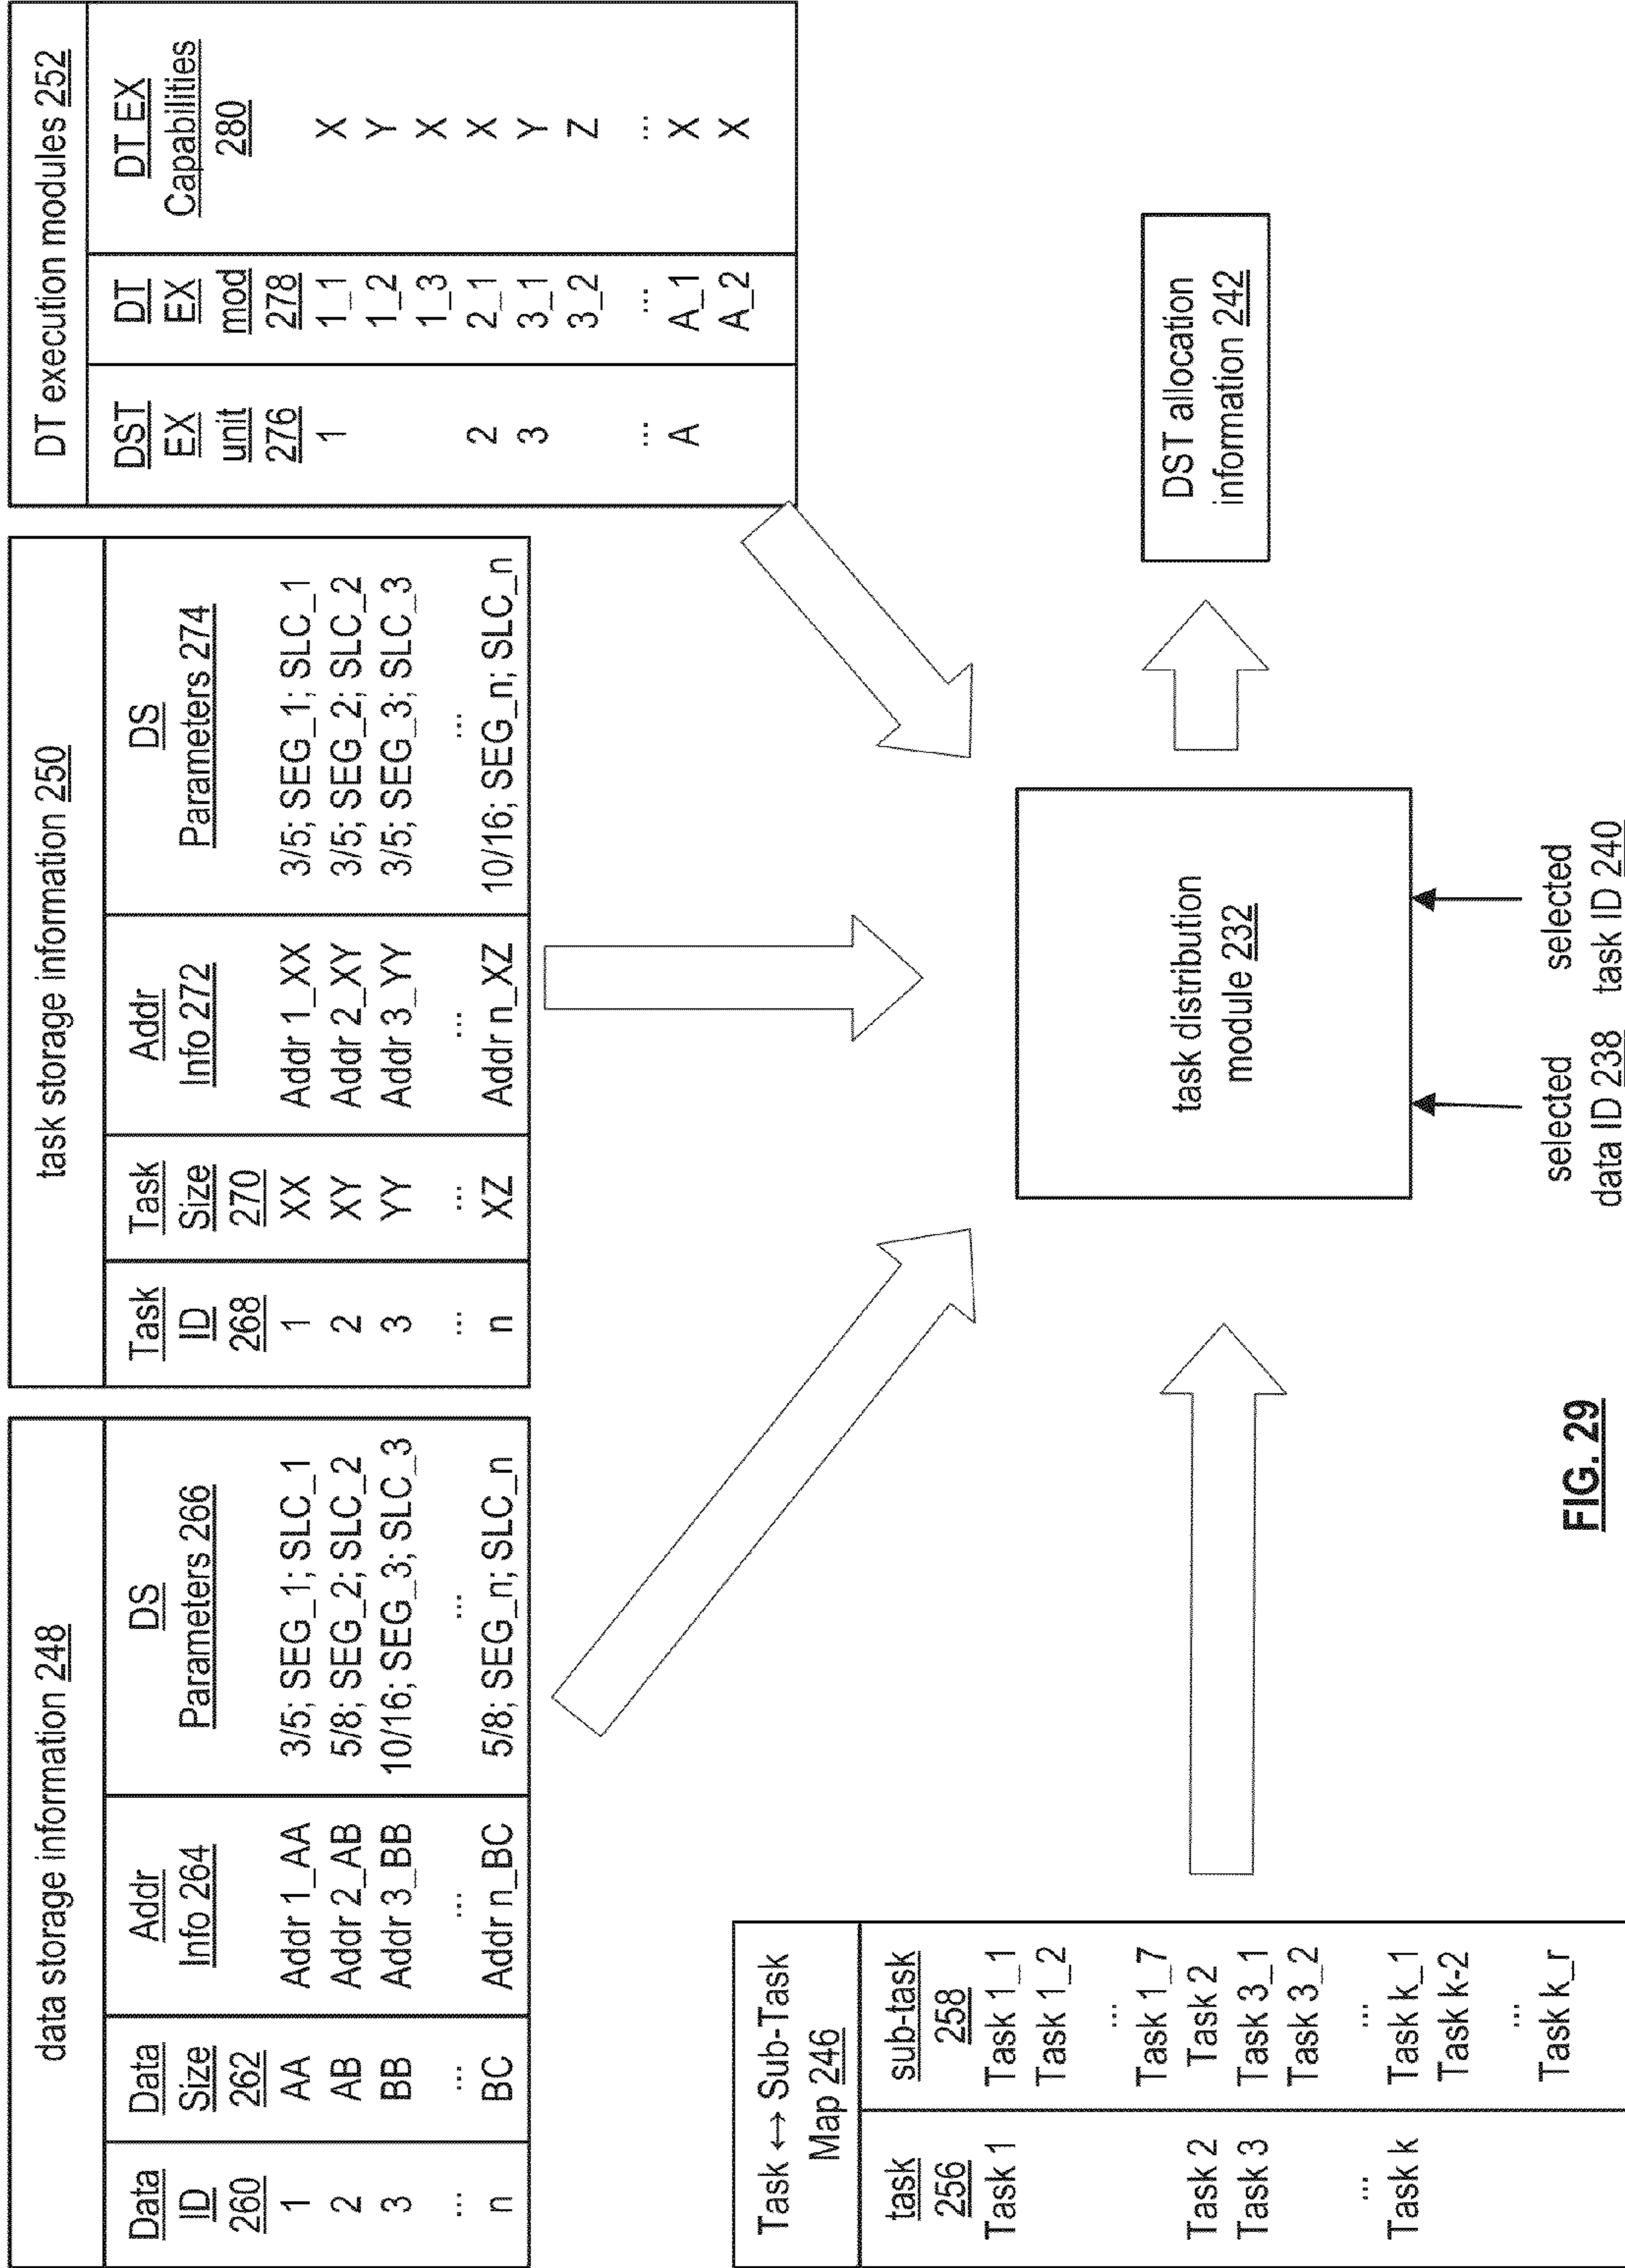 data storage information 248
Data ID 260 Data Size 262 Addr Info 264 DS Parameters 266
1 AA Addr 1_AA 3/5; SEG_1; SLC_1
2 AB Addr 2_AB 5/8; SEG_2; SLC_2
3 BB Addr 3_BB 10/16; SEG_3; SLC_3
... ... ... ...
n BC Addr n_BC 5/8; SEG_n; SLC_n
task storage information 250
Task ID 268 Task Size 270 Addr Info 272 DS Parameters 274
1 XX Addr 1_XX 3/5; SEG_1; SLC_1
2 XY Addr 2_XY 3/5; SEG_2; SLC_2
3 YY Addr 3_YY 3/5; SEG_3; SLC_3
... ... ... ...
n XZ Addr n_XZ 10/16; SEG_n; SLC_n
DT execution modules 252
DST EX unit 276 DT EX mod 278 DT EX Capabilities 280
1 1_1 X
1_2 Y
1_3 X
2 2_1 X
3 3_1 Y
3_2 Z
... ... ...
A A_1 X
A_2 X
Task ↔ Sub-Task
Map 246
task 256 sub-task 258
Task 1 Task 1_1
Task 1_2
...
Task 1_7
Task 2 Task 2
Task 3 Task 3_1
Task 3_2
... ...
Task k Task k_1
Task k-2
...
Task k_r
task distribution
module 232
DST allocation
information 242
selected
data ID 238
selected
task ID 240
FIG. 29